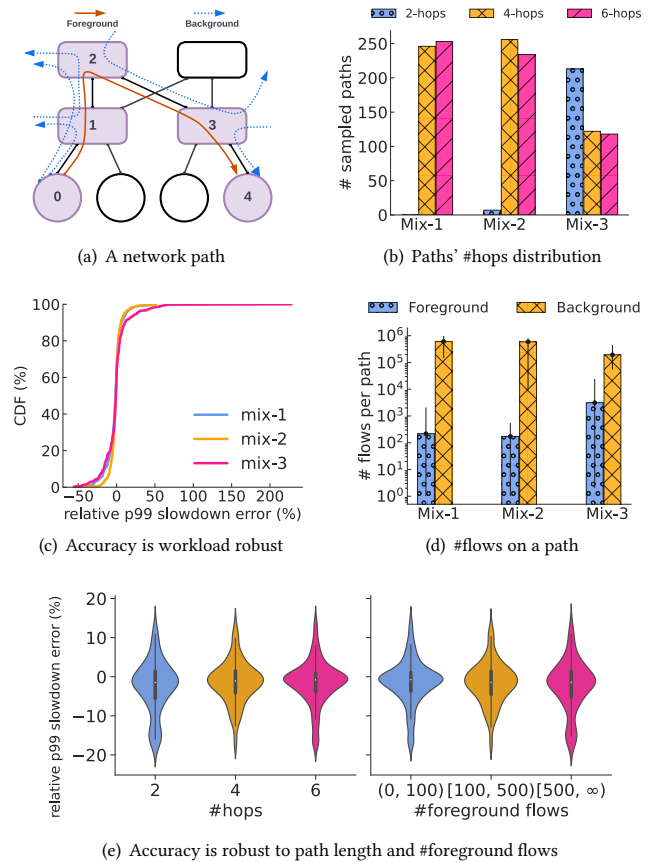 Foreground Background
2
1
3
0
4
(a) A network path
2-hops 4-hops 6-hops
# sampled paths
250
200
150
100
50
0
Mix-1 Mix-2 Mix-3
(b) Paths' #hops distribution
CDF (%)
100
80
60
40
20
0
mix-1
mix-2
mix-3
−50 0 50 100 150 200
relative p99 slowdown error (%)
(c) Accuracy is workload robust
Foreground Background
# flows per path
10⁶
10⁵
10⁴
10³
10²
10¹
10⁰
Mix-1 Mix-2 Mix-3
(d) #flows on a path
relative p99 slowdown error (%)
20
10
0
−10
−20
2 4 6
#hops
(0, 100) [100, 500) [500, ∞)
#foreground flows
(e) Accuracy is robust to path length and #foreground flows